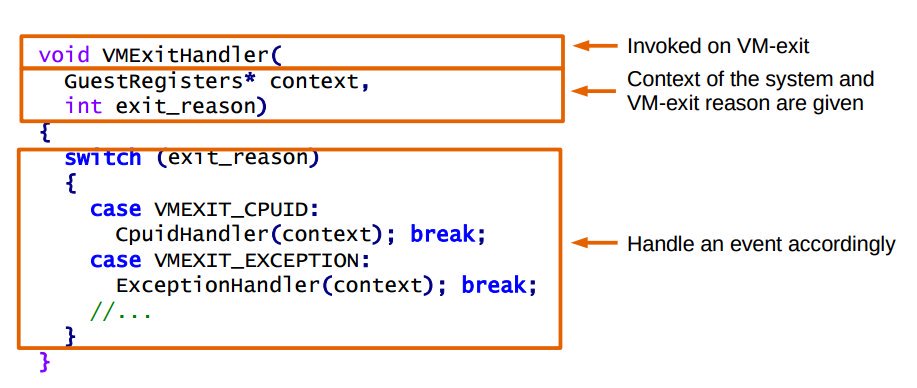 void VMExitHandler(
Invoked on VM-exit
GuestRegisters* context,
int exit_reason)
Context of the system and
VM-exit reason are given
{
switch (exit_reason)
{
case VMEXIT_CPUID:
CpuidHandler(context); break;
case VMEXIT_EXCEPTION:
ExceptionHandler(context); break;
//...
}
Handle an event accordingly
}